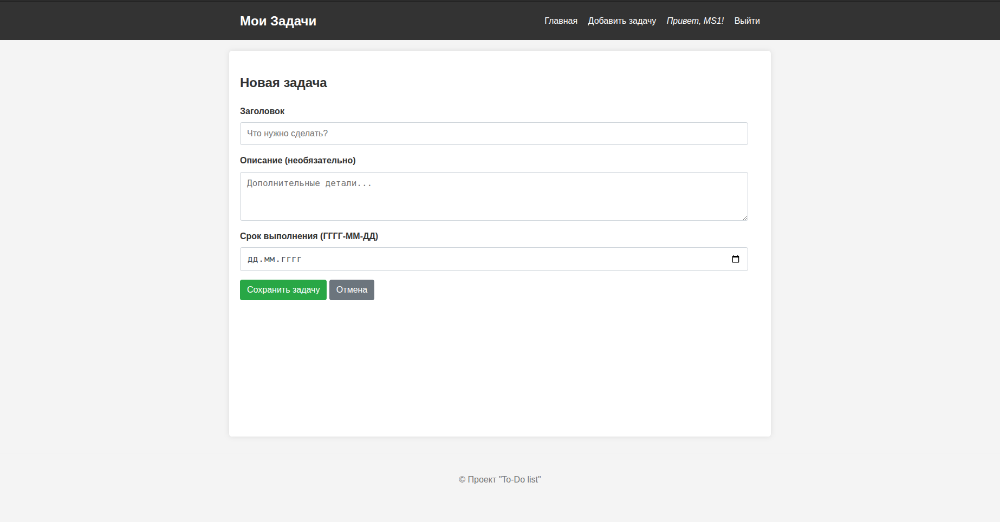 Мои Задачи
Главная Добавить задачу Привет, MS1! Выйти
Новая задача
Заголовок
Что нужно сделать?
Описание (необязательно)
Дополнительные детали...
Срок выполнения (ГГГГ-ММ-ДД)
дд.мм.гггг
Сохранить задачу Отмена
© Проект "To-Do list"